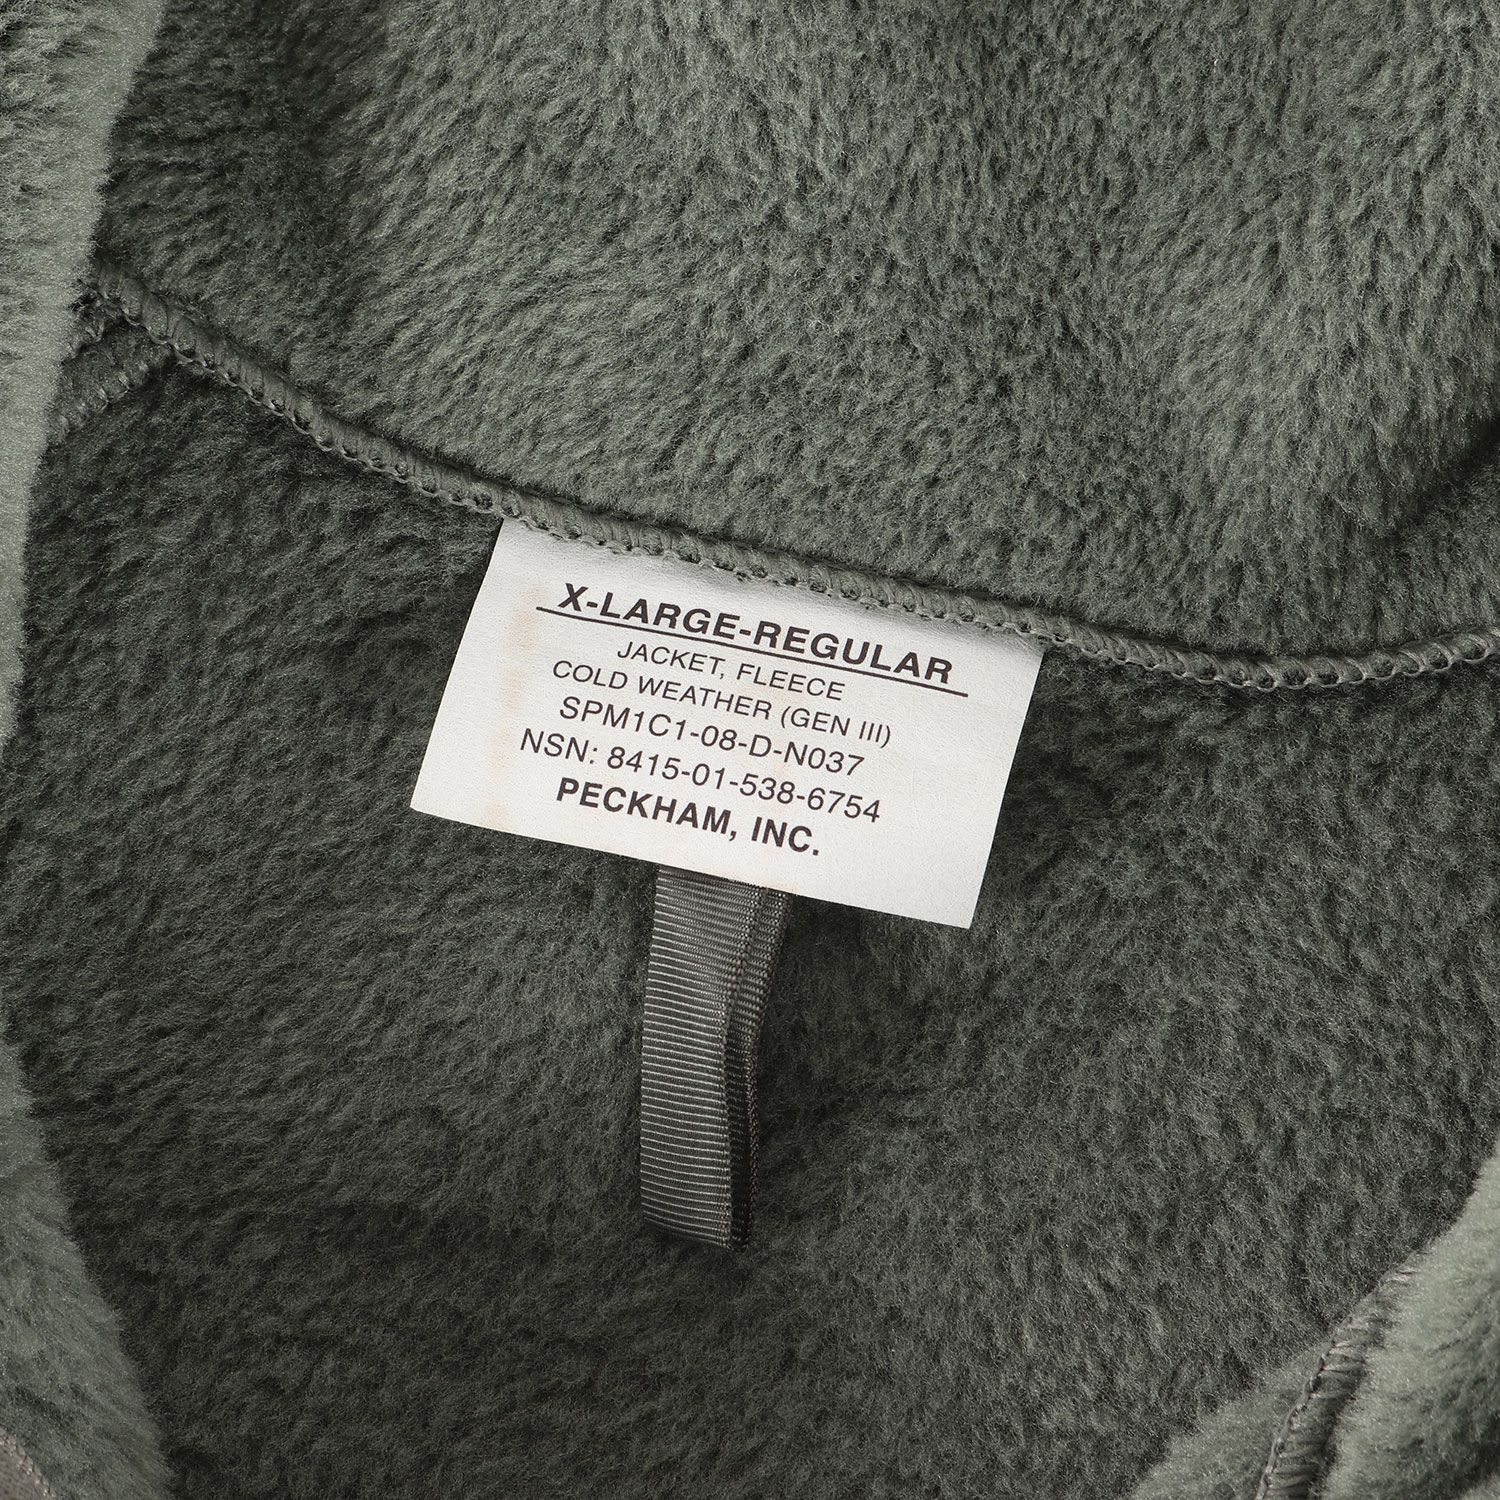 X-LARGE-REGULAR
JACKET, FLEECE
COLD WEATHER (GEN III)
SPM1C1-08-D-N037
NSN: 8415-01-538-6754
PECKHAM, INC.